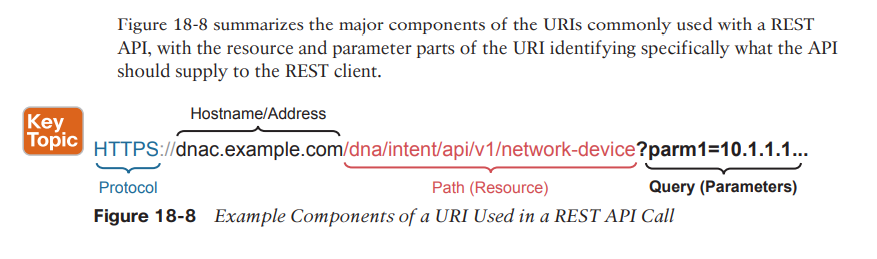 Figure 18-8 summarizes the major components of the URIs commonly used with a REST
API, with the resource and parameter parts of the URI identifying specifically what the API
should supply to the REST client.
Key
Topic
Hostname/Address
HTTPS://dnac.example.com/dna/intent/api/v1/network-device?parm1=10.1.1.1...
Protocol Path (Resource) Query (Parameters)
Figure 18-8 Example Components of a URI Used in a REST API Call